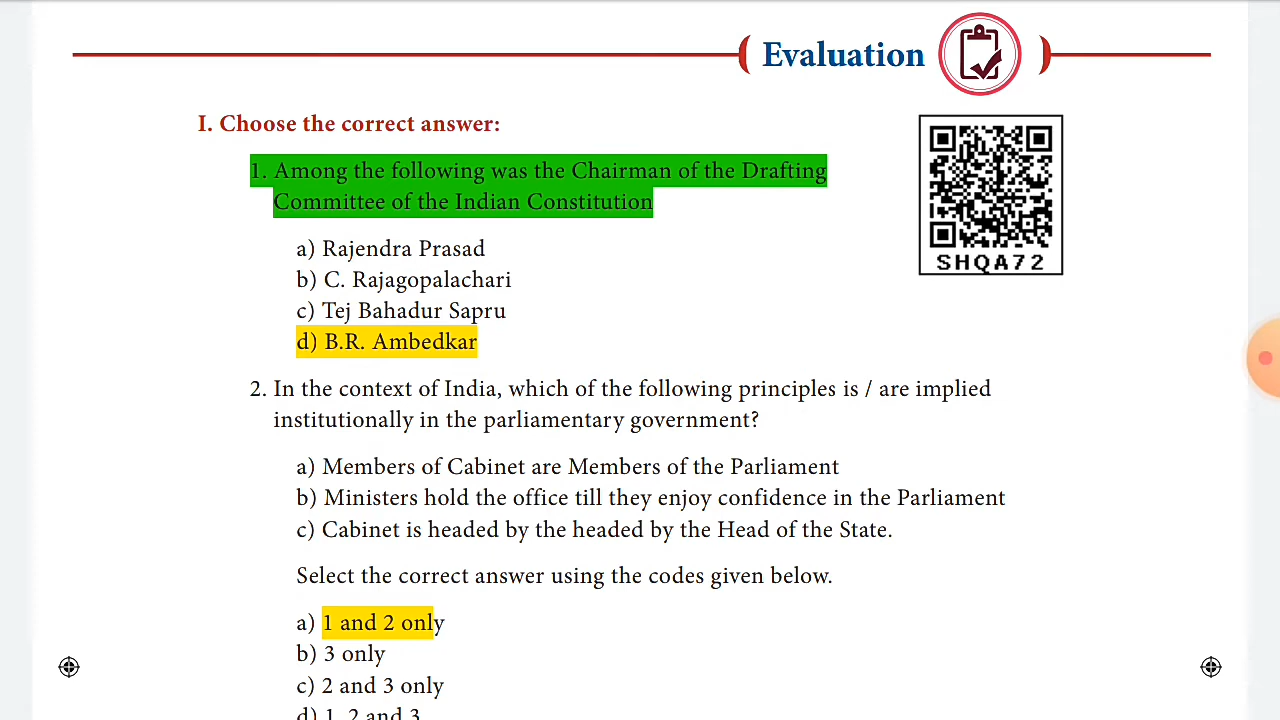 Evaluation
I. Choose the correct answer:
1. Among the following was the Chairman of the Drafting
Committee of the Indian Constitution
a) Rajendra Prasad
b) C. Rajagopalachari
c) Tej Bahadur Sapru
d) B.R. Ambedkar
SHQA72
2. In the context of India, which of the following principles is / are implied
institutionally in the parliamentary government?
a) Members of Cabinet are Members of the Parliament
b) Ministers hold the office till they enjoy confidence in the Parliament
c) Cabinet is headed by the headed by the Head of the State.
Select the correct answer using the codes given below.
a) 1 and 2 only
b) 3 only
c) 2 and 3 only
d) 1, 2 and 3